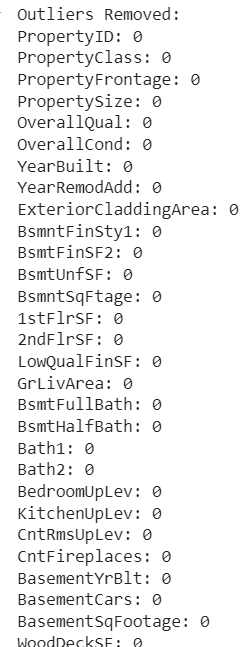 Outliers Removed:
PropertyID: 0
PropertyClass: 0
PropertyFrontage: 0
PropertySize: 0
OverallQual: 0
OverallCond: 0
YearBuilt: 0
YearRemodAdd: 0
ExteriorCladdingArea: 0
BsmntFinSty1: 0
BsmtFinSF2: 0
BsmtUnfSF: 0
BsmntSqFtage: 0
1stFlrSF: 0
2ndFlrSF: 0
LowQualFinSF: 0
GrLivArea: 0
BsmtFullBath: 0
BsmtHalfBath: 0
Bath1: 0
Bath2: 0
BedroomUpLev: 0
KitchenUpLev: 0
CntRmsUpLev: 0
CntFireplaces: 0
BasementYrBlt: 0
BasementCars: 0
BasementSqFootage: 0
WoodDeckSF: 0